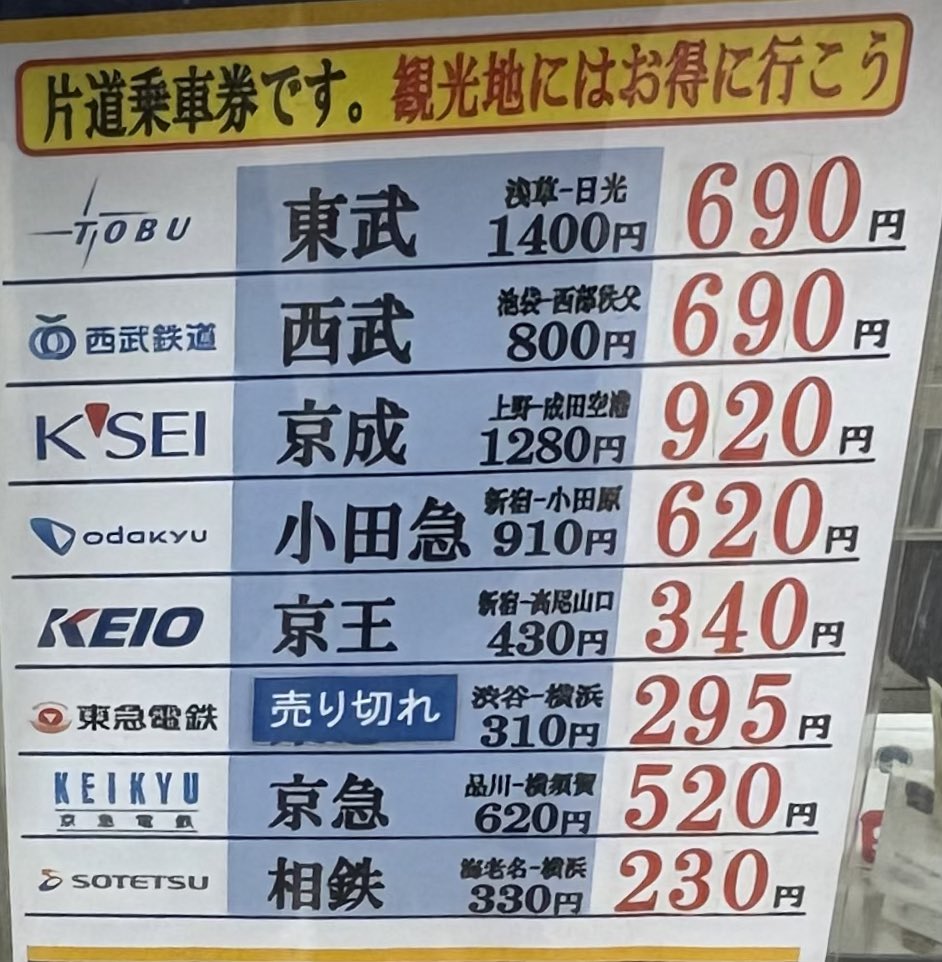 片道乗車券です。観光地にはお得に行こう
TOBU 東武 浅草-日光 1400円 690円
西武鉄道 西武 池袋-西部秩父 800円 690円
K'SEI 京成 上野-成田空港 1280円 920円
odakyu 小田急 新宿-小田原 910円 620円
KEIO 京王 新宿-高尾山口 430円 340円
東急電鉄 売り切れ 渋谷-横浜 310円 295円
KEIKYU 京急電鉄 京急 品川-横須賀 620円 520円
SOTETSU 相鉄 海老名-横浜 330円 230円